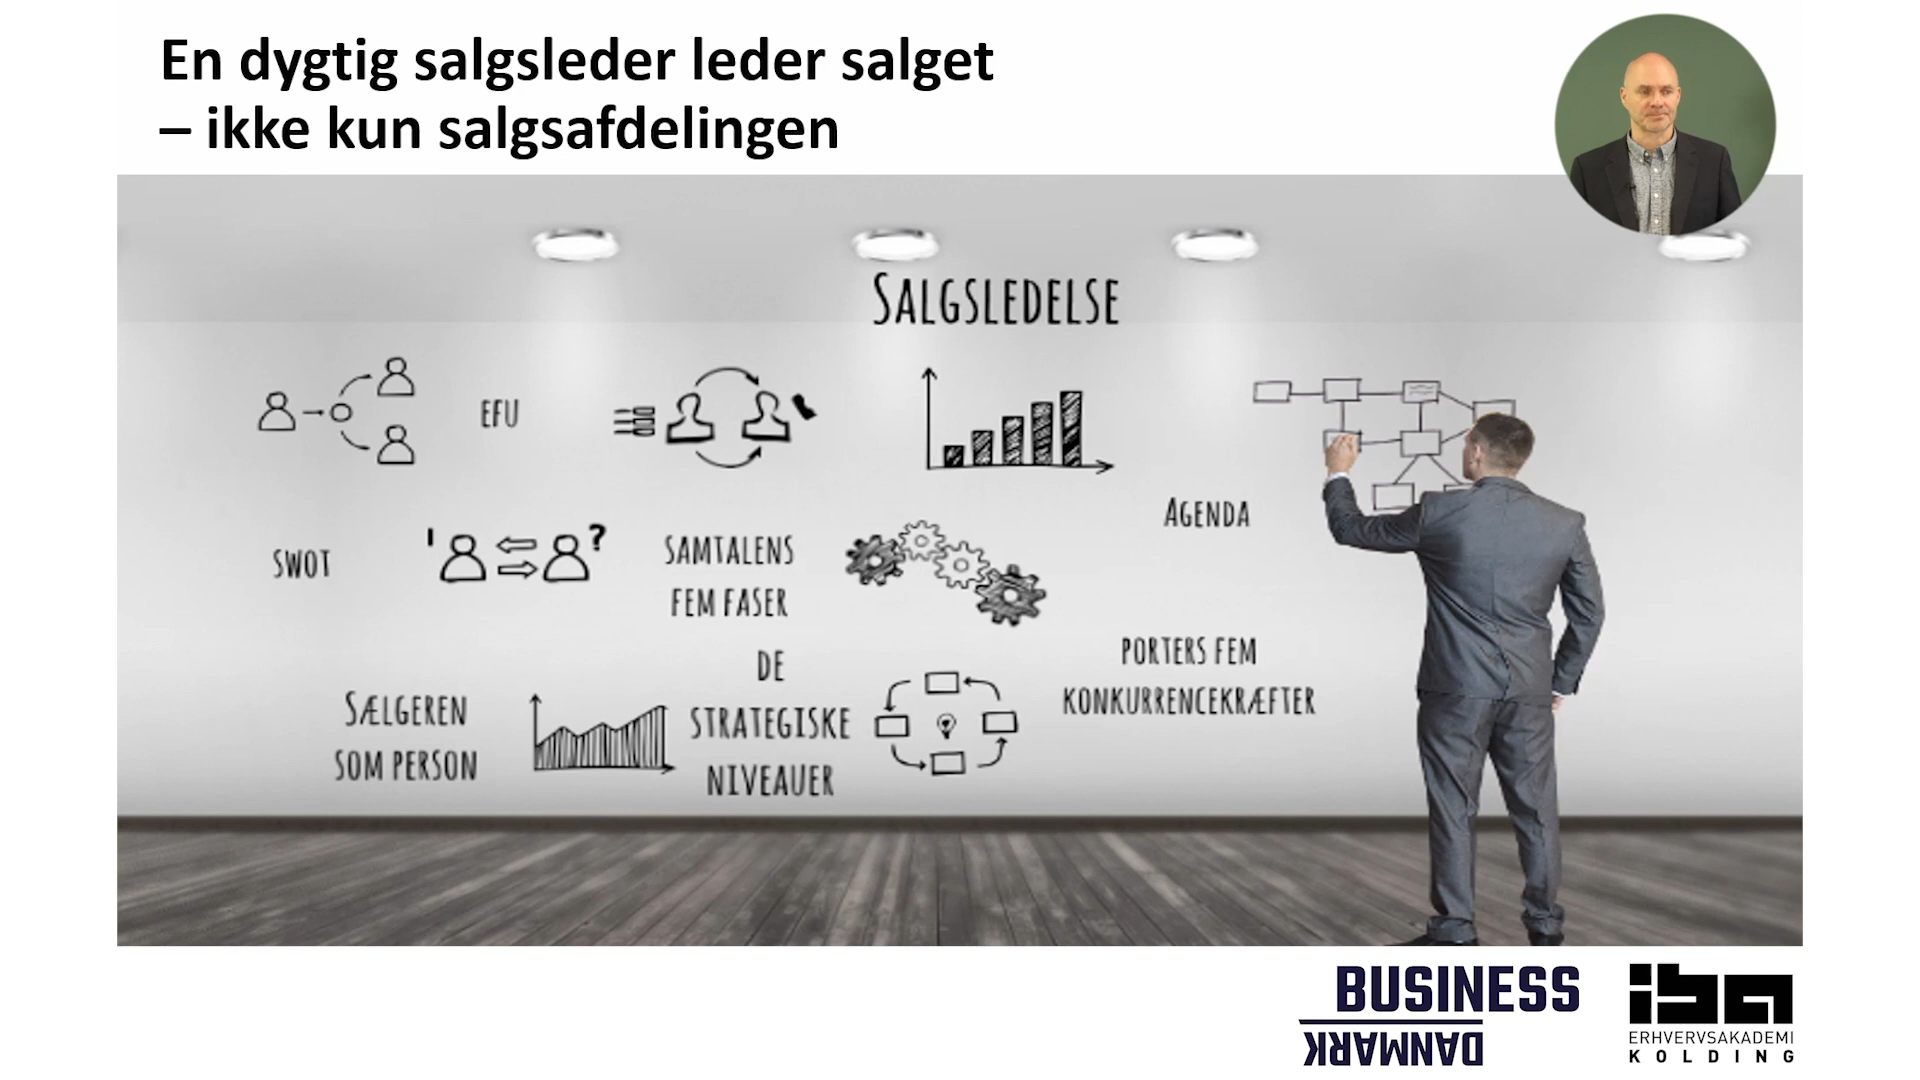 En dygtig salgsleder leder salget
– ikke kun salgsafdelingen
SALGSLEDELSE
EFU
AGENDA
SWOT
?
SAMTALENS
FEM FASER
PORTERS FEM
KONKURRENCEKRÆFTER
SÆLGEREN
SOM PERSON
DE
STRATEGISKE
NIVEAUER
BUSINESS
DANMARK
iba
ERHVERVSAKADEMI
KOLDING